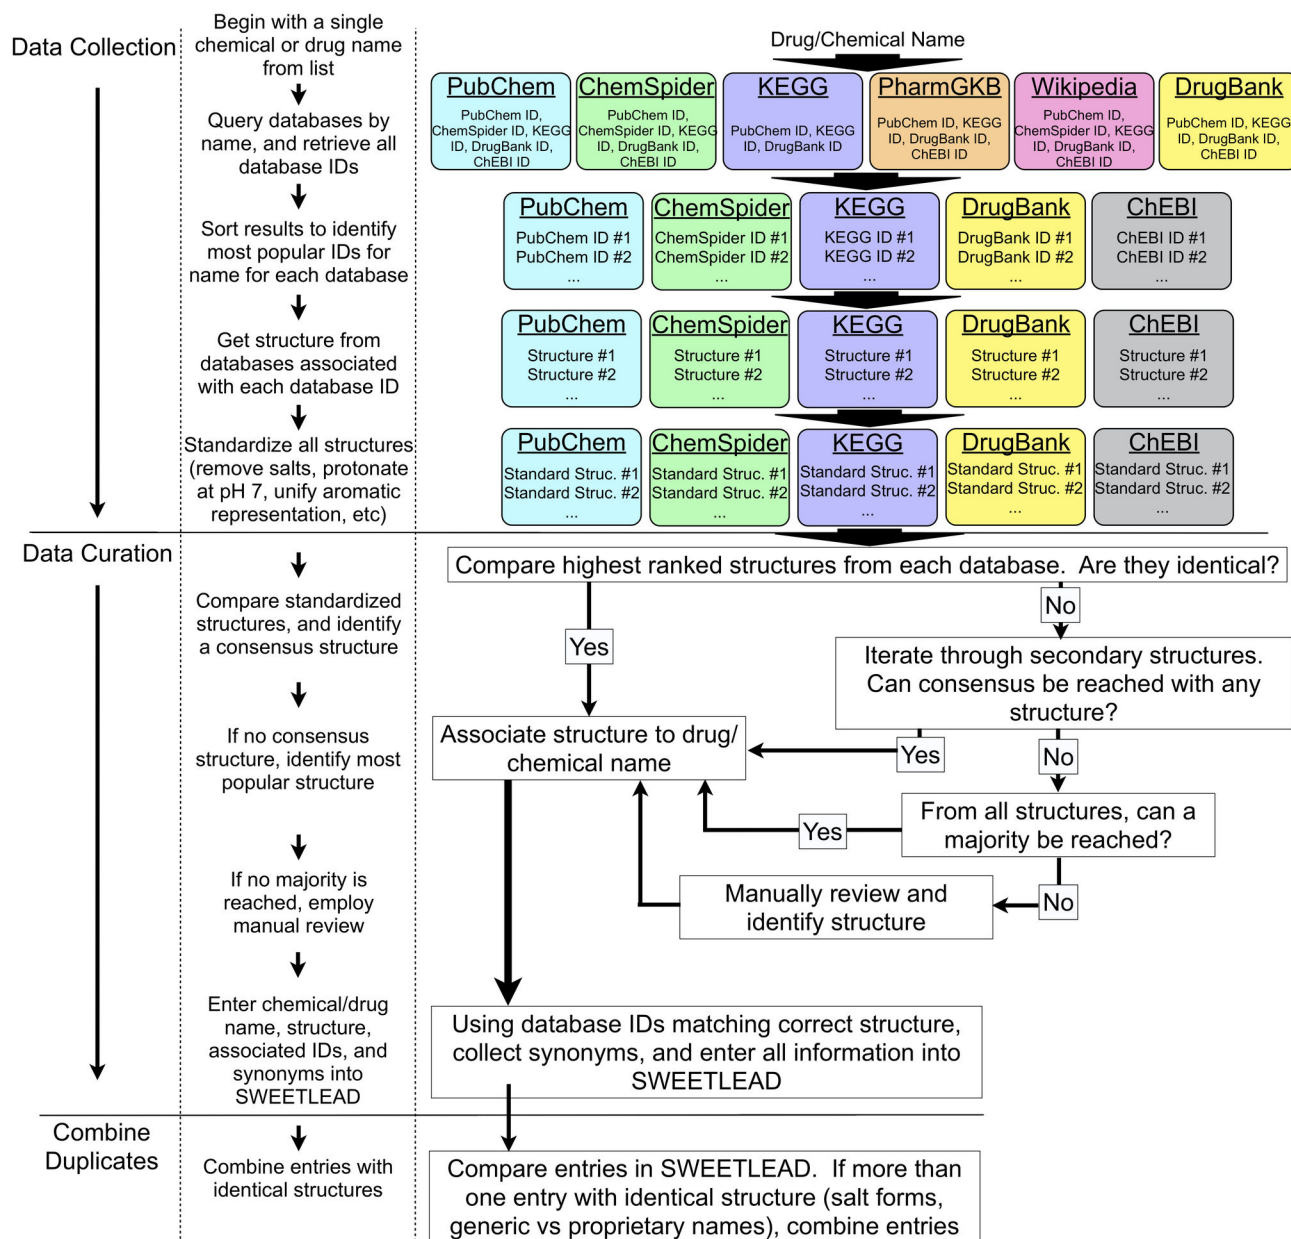 Data Collection
Begin with a single
chemical or drug name
from list
Query databases by
name, and retrieve all
database IDs
Sort results to identify
most popular IDs for
name for each database
Get structure from
databases associated
with each database ID
Standardize all structures
(remove salts, protonate
at pH 7, unify aromatic
representation, etc)
Drug/Chemical Name
PubChem
PubChem ID,
ChemSpider ID, KEGG
ID, DrugBank ID,
ChEBI ID
ChemSpider
PubChem ID,
ChemSpider ID, KEGG
ID, DrugBank ID,
ChEBI ID
KEGG
PubChem ID, KEGG
ID, DrugBank ID
PharmGKB
PubChem ID, KEGG
ID, DrugBank ID,
ChEBI ID
Wikipedia
PubChem ID,
ChemSpider ID, KEGG
ID, DrugBank ID,
ChEBI ID
DrugBank
PubChem ID, KEGG
ID, DrugBank ID,
ChEBI ID
PubChem
PubChem ID #1
PubChem ID #2
...
ChemSpider
ChemSpider ID #1
ChemSpider ID #2
...
KEGG
KEGG ID #1
KEGG ID #2
...
DrugBank
DrugBank ID #1
DrugBank ID #2
...
ChEBI
ChEBI ID #1
ChEBI ID #2
...
PubChem
Structure #1
Structure #2
...
ChemSpider
Structure #1
Structure #2
...
KEGG
Structure #1
Structure #2
...
DrugBank
Structure #1
Structure #2
...
ChEBI
Structure #1
Structure #2
...
PubChem
Standard Struc. #1
Standard Struc. #2
...
ChemSpider
Standard Struc. #1
Standard Struc. #2
...
KEGG
Standard Struc. #1
Standard Struc. #2
...
DrugBank
Standard Struc. #1
Standard Struc. #2
...
ChEBI
Standard Struc. #1
Standard Struc. #2
...
Data Curation
Compare standardized
structures, and identify
a consensus structure
If no consensus
structure, identify most
popular structure
If no majority is
reached, employ
manual review
Enter chemical/drug
name, structure,
associated IDs, and
synonyms into
SWEETLEAD
Compare highest ranked structures from each database. Are they identical?
Yes
No
Iterate through secondary structures.
Can consensus be reached with any
structure?
Yes
No
Associate structure to drug/
chemical name
From all structures, can a
majority be reached?
Yes
No
Manually review and
identify structure
Using database IDs matching correct structure,
collect synonyms, and enter all information into
SWEETLEAD
Combine
Duplicates
Combine entries with
identical structures
Compare entries in SWEETLEAD. If more than
one entry with identical structure (salt forms,
generic vs proprietary names), combine entries